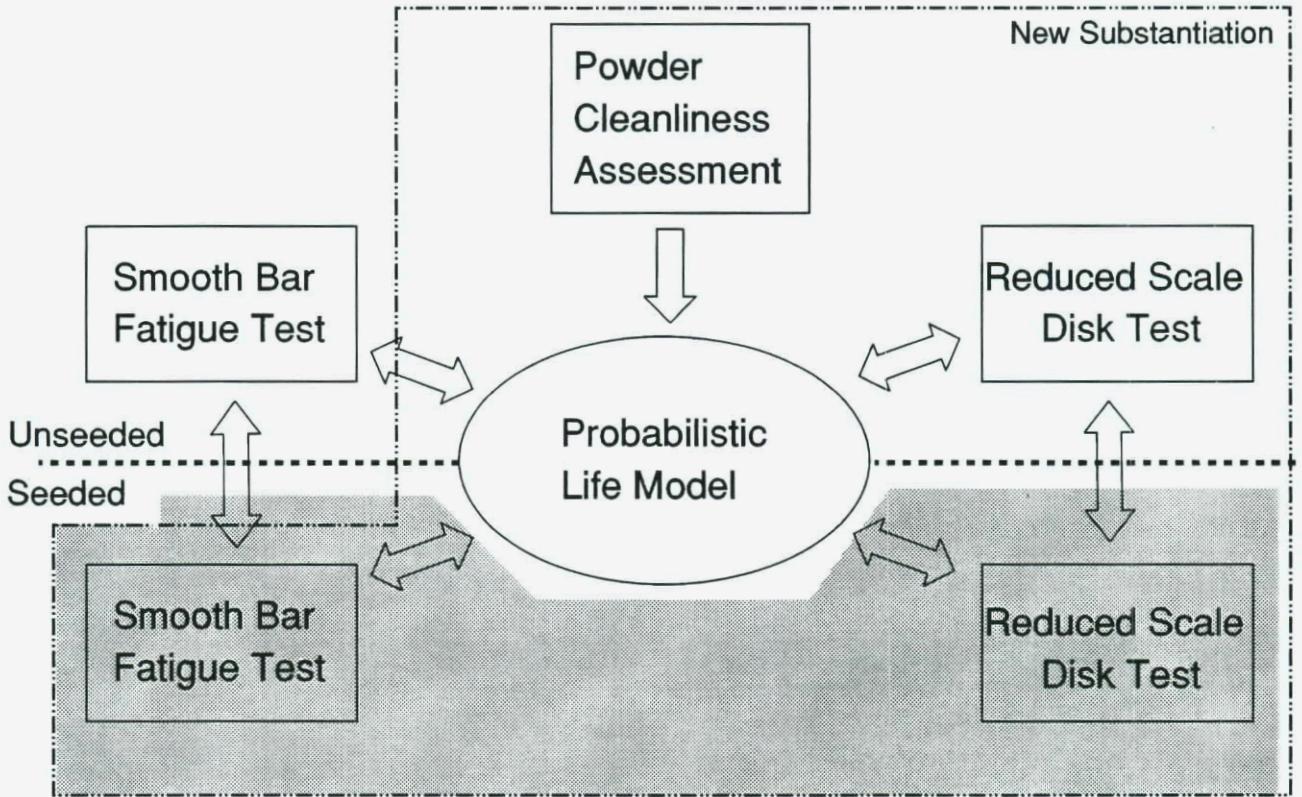 New Substantiation
Powder
Cleanliness
Assessment
Smooth Bar
Fatigue Test
Reduced Scale
Disk Test
Unseeded
Probabilistic
Life Model
Seeded
Smooth Bar
Fatigue Test
Reduced Scale
Disk Test